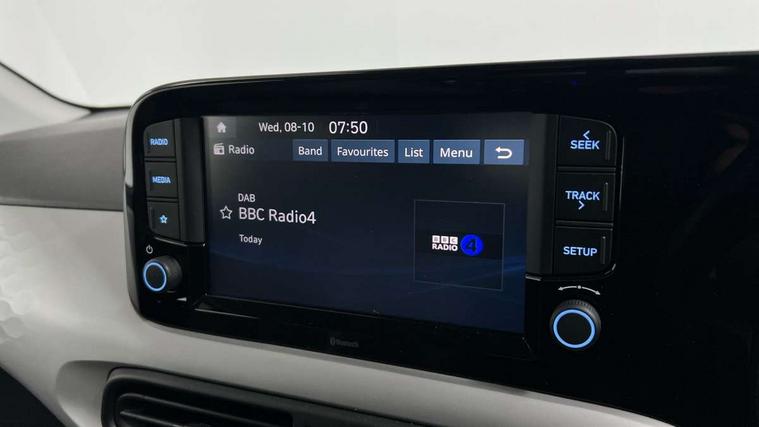 Wed, 08-10 07:50
RADIO
Radio Band Favourites List Menu
MEDIA
DAB
BBC Radio4
Today
BBC
RADIO 4
SEEK
TRACK
SETUP
Bluetooth